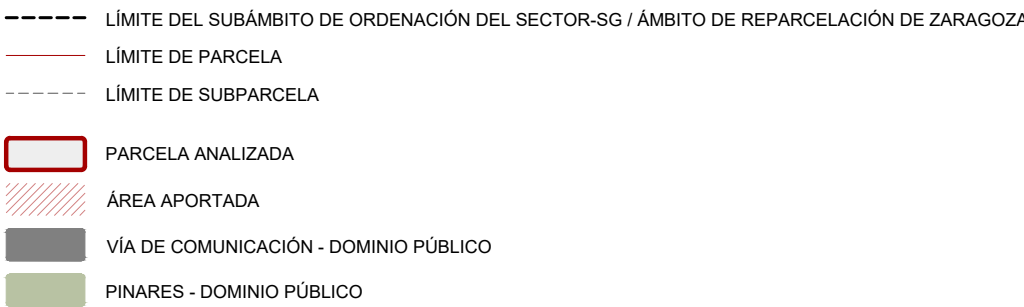 LÍMITE DEL SUBÁMBITO DE ORDENACIÓN DEL SECTOR-SG / ÁMBITO DE REPARCELACIÓN DE ZARAGOZA
LÍMITE DE PARCELA
LÍMITE DE SUBPARCELA
PARCELA ANALIZADA
ÁREA APORTADA
VÍA DE COMUNICACIÓN - DOMINIO PÚBLICO
PINARES - DOMINIO PÚBLICO